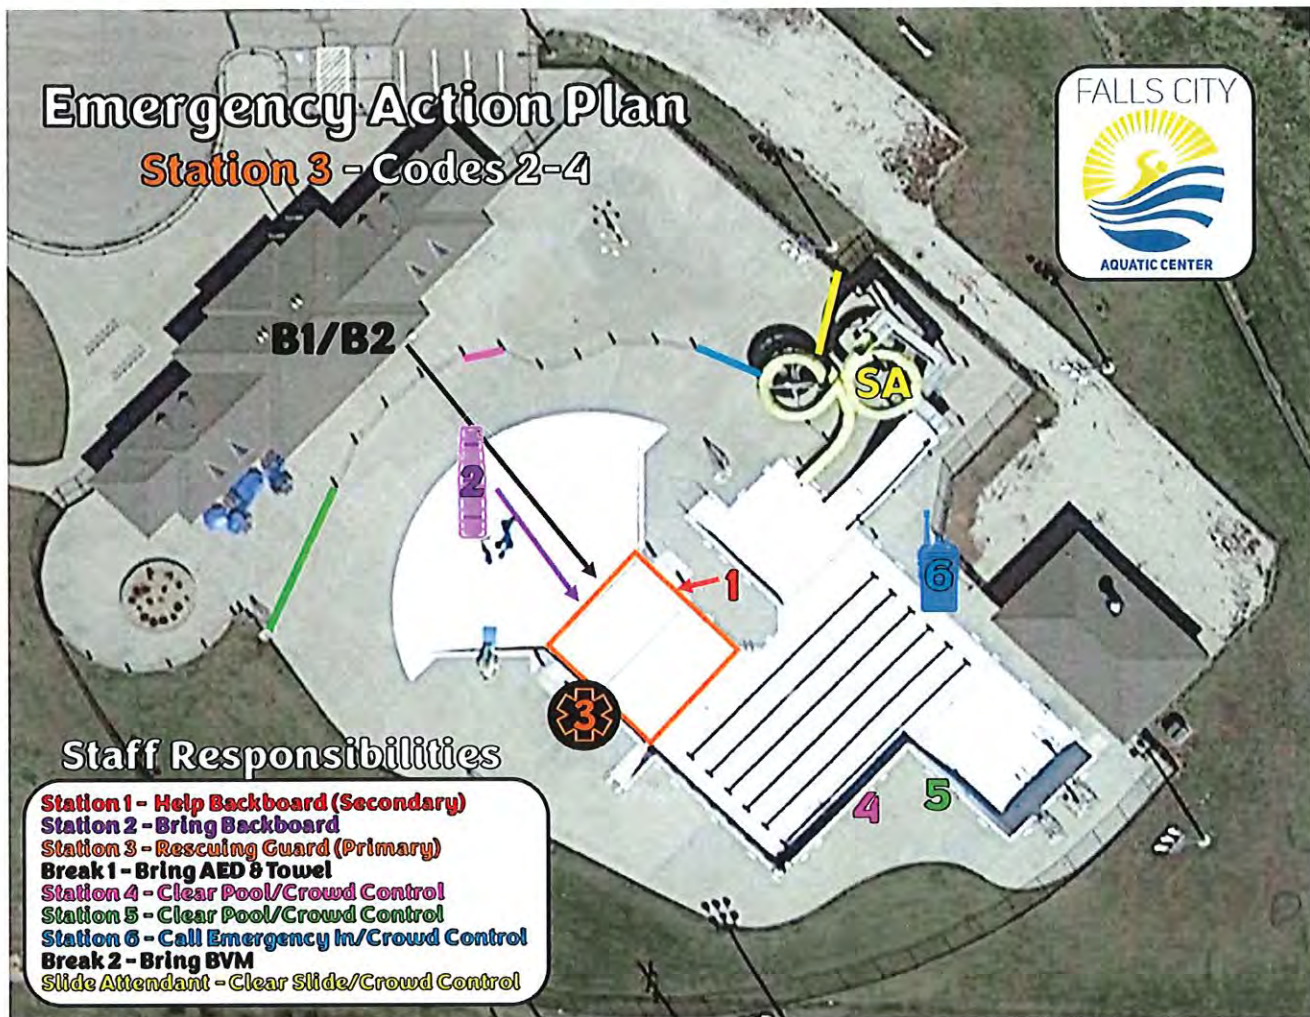 Emergency Action Plan
Station 3 - Codes 2-4
FALLS CITY
AQUATIC CENTER
B1/B2
SA
2
1
6
3
4
5
Staff Responsibilities
Station 1 - Help Backboard (Secondary)
Station 2 - Bring Backboard
Station 3 - Rescuing Guard (Primary)
Break 1 - Bring AED & Towel
Station 4 - Clear Pool/Crowd Control
Station 5 - Clear Pool/Crowd Control
Station 6 - Call Emergency In/Crowd Control
Break 2 - Bring BVM
Slide Attendant - Clear Slide/Crowd Control